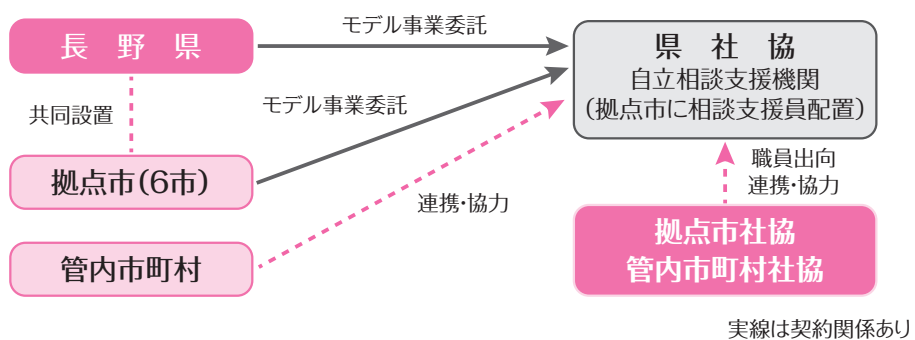 長野県
モデル事業委託
県社協
自立相談支援機関
(拠点市に相談支援員配置)
共同設置
モデル事業委託
拠点市(6市)
連携・協力
職員出向
連携・協力
管内市町村
拠点市社協
管内市町村社協
実線は契約関係あり